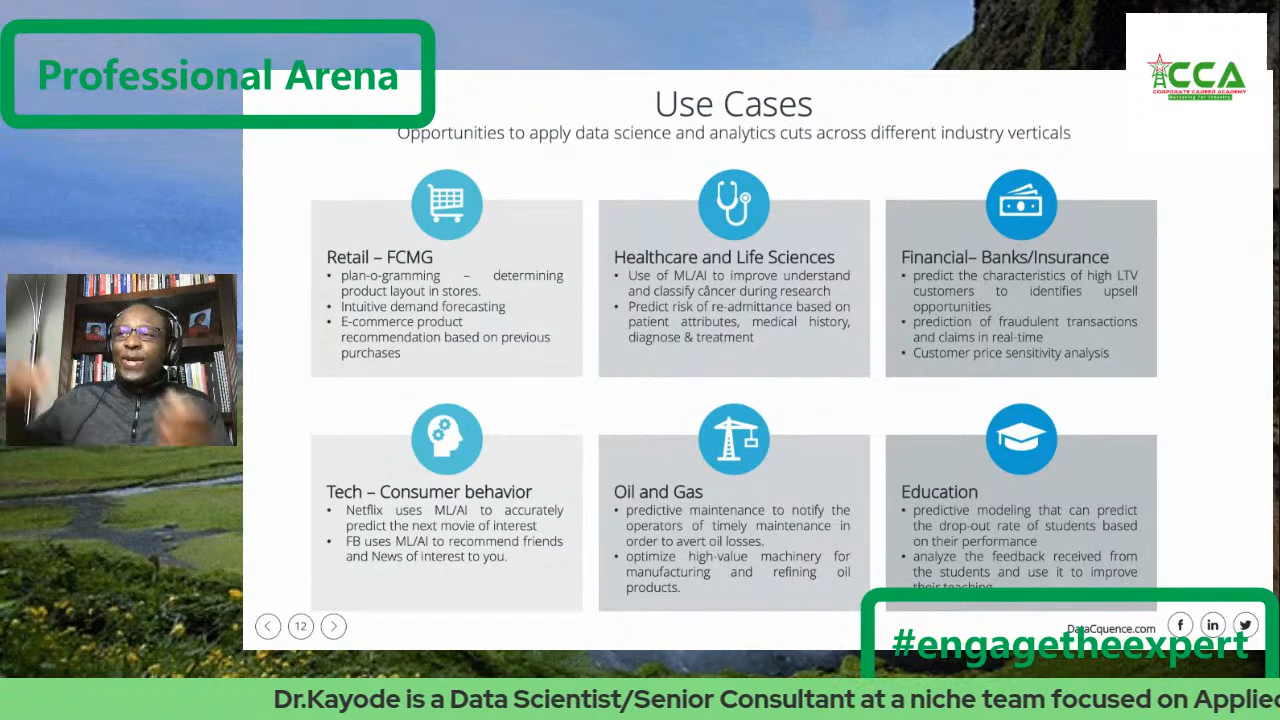 Professional Arena
CCA
CORPORATE CAREER ACADEMY
Nurturing for Industry
Use Cases
Opportunities to apply data science and analytics cuts across different industry verticals
Retail – FCMG
• plan-o-gramming – determining
product layout in stores.
• Intuitive demand forecasting
• E-commerce product
recommendation based on previous
purchases
Healthcare and Life Sciences
• Use of ML/AI to improve understand
and classify câncer during research
• Predict risk of re-admittance based on
patient attributes, medical history,
diagnose & treatment
Financial– Banks/Insurance
• predict the characteristics of high LTV
customers to identifies upsell
opportunities
• prediction of fraudulent transactions
and claims in real-time
• Customer price sensitivity analysis
Tech – Consumer behavior
• Netflix uses ML/AI to accurately
predict the next movie of interest
• FB uses ML/AI to recommend friends
and News of interest to you.
Oil and Gas
• predictive maintenance to notify the
operators of timely maintenance in
order to avert oil losses.
• optimize high-value machinery for
manufacturing and refining oil
products.
Education
• predictive modeling that can predict
the drop-out rate of students based
on their performance
• analyze the feedback received from
the students and use it to improve
their teaching
12
DataCquence.com
f in
#engagetheexpert
Dr.Kayode is a Data Scientist/Senior Consultant at a niche team focused on Applie